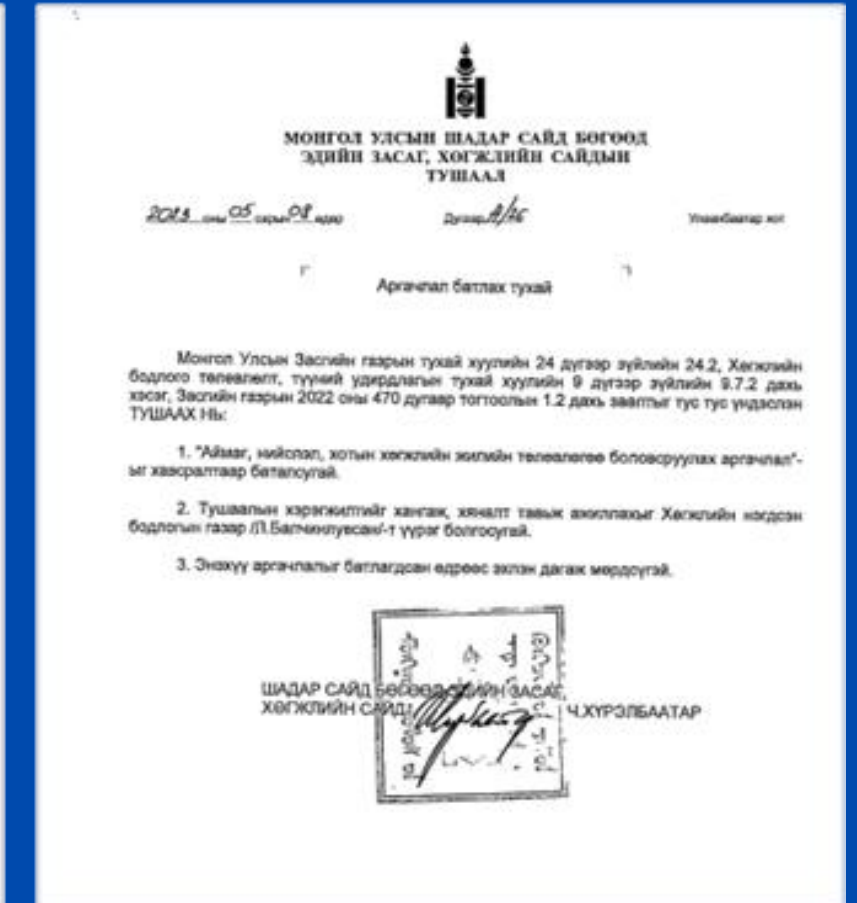 МОНГОЛ УЛСЫН ШАДАР САЙД БӨГӨӨД
ЭДИЙН ЗАСАГ, ХӨГЖЛИЙН САЙДЫН
ТУШААЛ
2023 оны 05 сарын 08 өдөр Дугаар А/26 Улаанбаатар хот
Аргачлал батлах тухай
Монгол Улсын Засгийн газрын тухай хуулийн 24 дүгээр зүйлийн 24.2, Хөгжлийн
бодлого төлөвлөлт, түүний удирдлагын тухай хуулийн 9 дүгээр зүйлийн 9.7.2 дахь
хэсэг, Засгийн газрын 2022 оны 470 дугаар тогтоолын 1.2 дахь заалтыг тус тус үндэслэн
ТУШААХ НЬ:
1. "Аймаг, нийслэл, хотын хөгжлийн жилийн төлөвлөгөө боловсруулах аргачлал"-
ыг хавсралтаар баталсугай.
2. Тушаалын хэрэгжилтийг хангаж, хяналт тавьж ажиллахыг Хөгжлийн нэгдсэн
бодлогын газар /П.Балчинлувсан/-т үүрэг болгосугай.
3. Энэхүү аргачлалыг батлагдсан өдрөөс эхлэн дагаж мөрдсүгэй.
ШАДАР САЙД БӨГӨӨД ЭДИЙН ЗАСАГ,
ХӨГЖЛИЙН САЙД Ч.ХҮРЭЛБААТАР